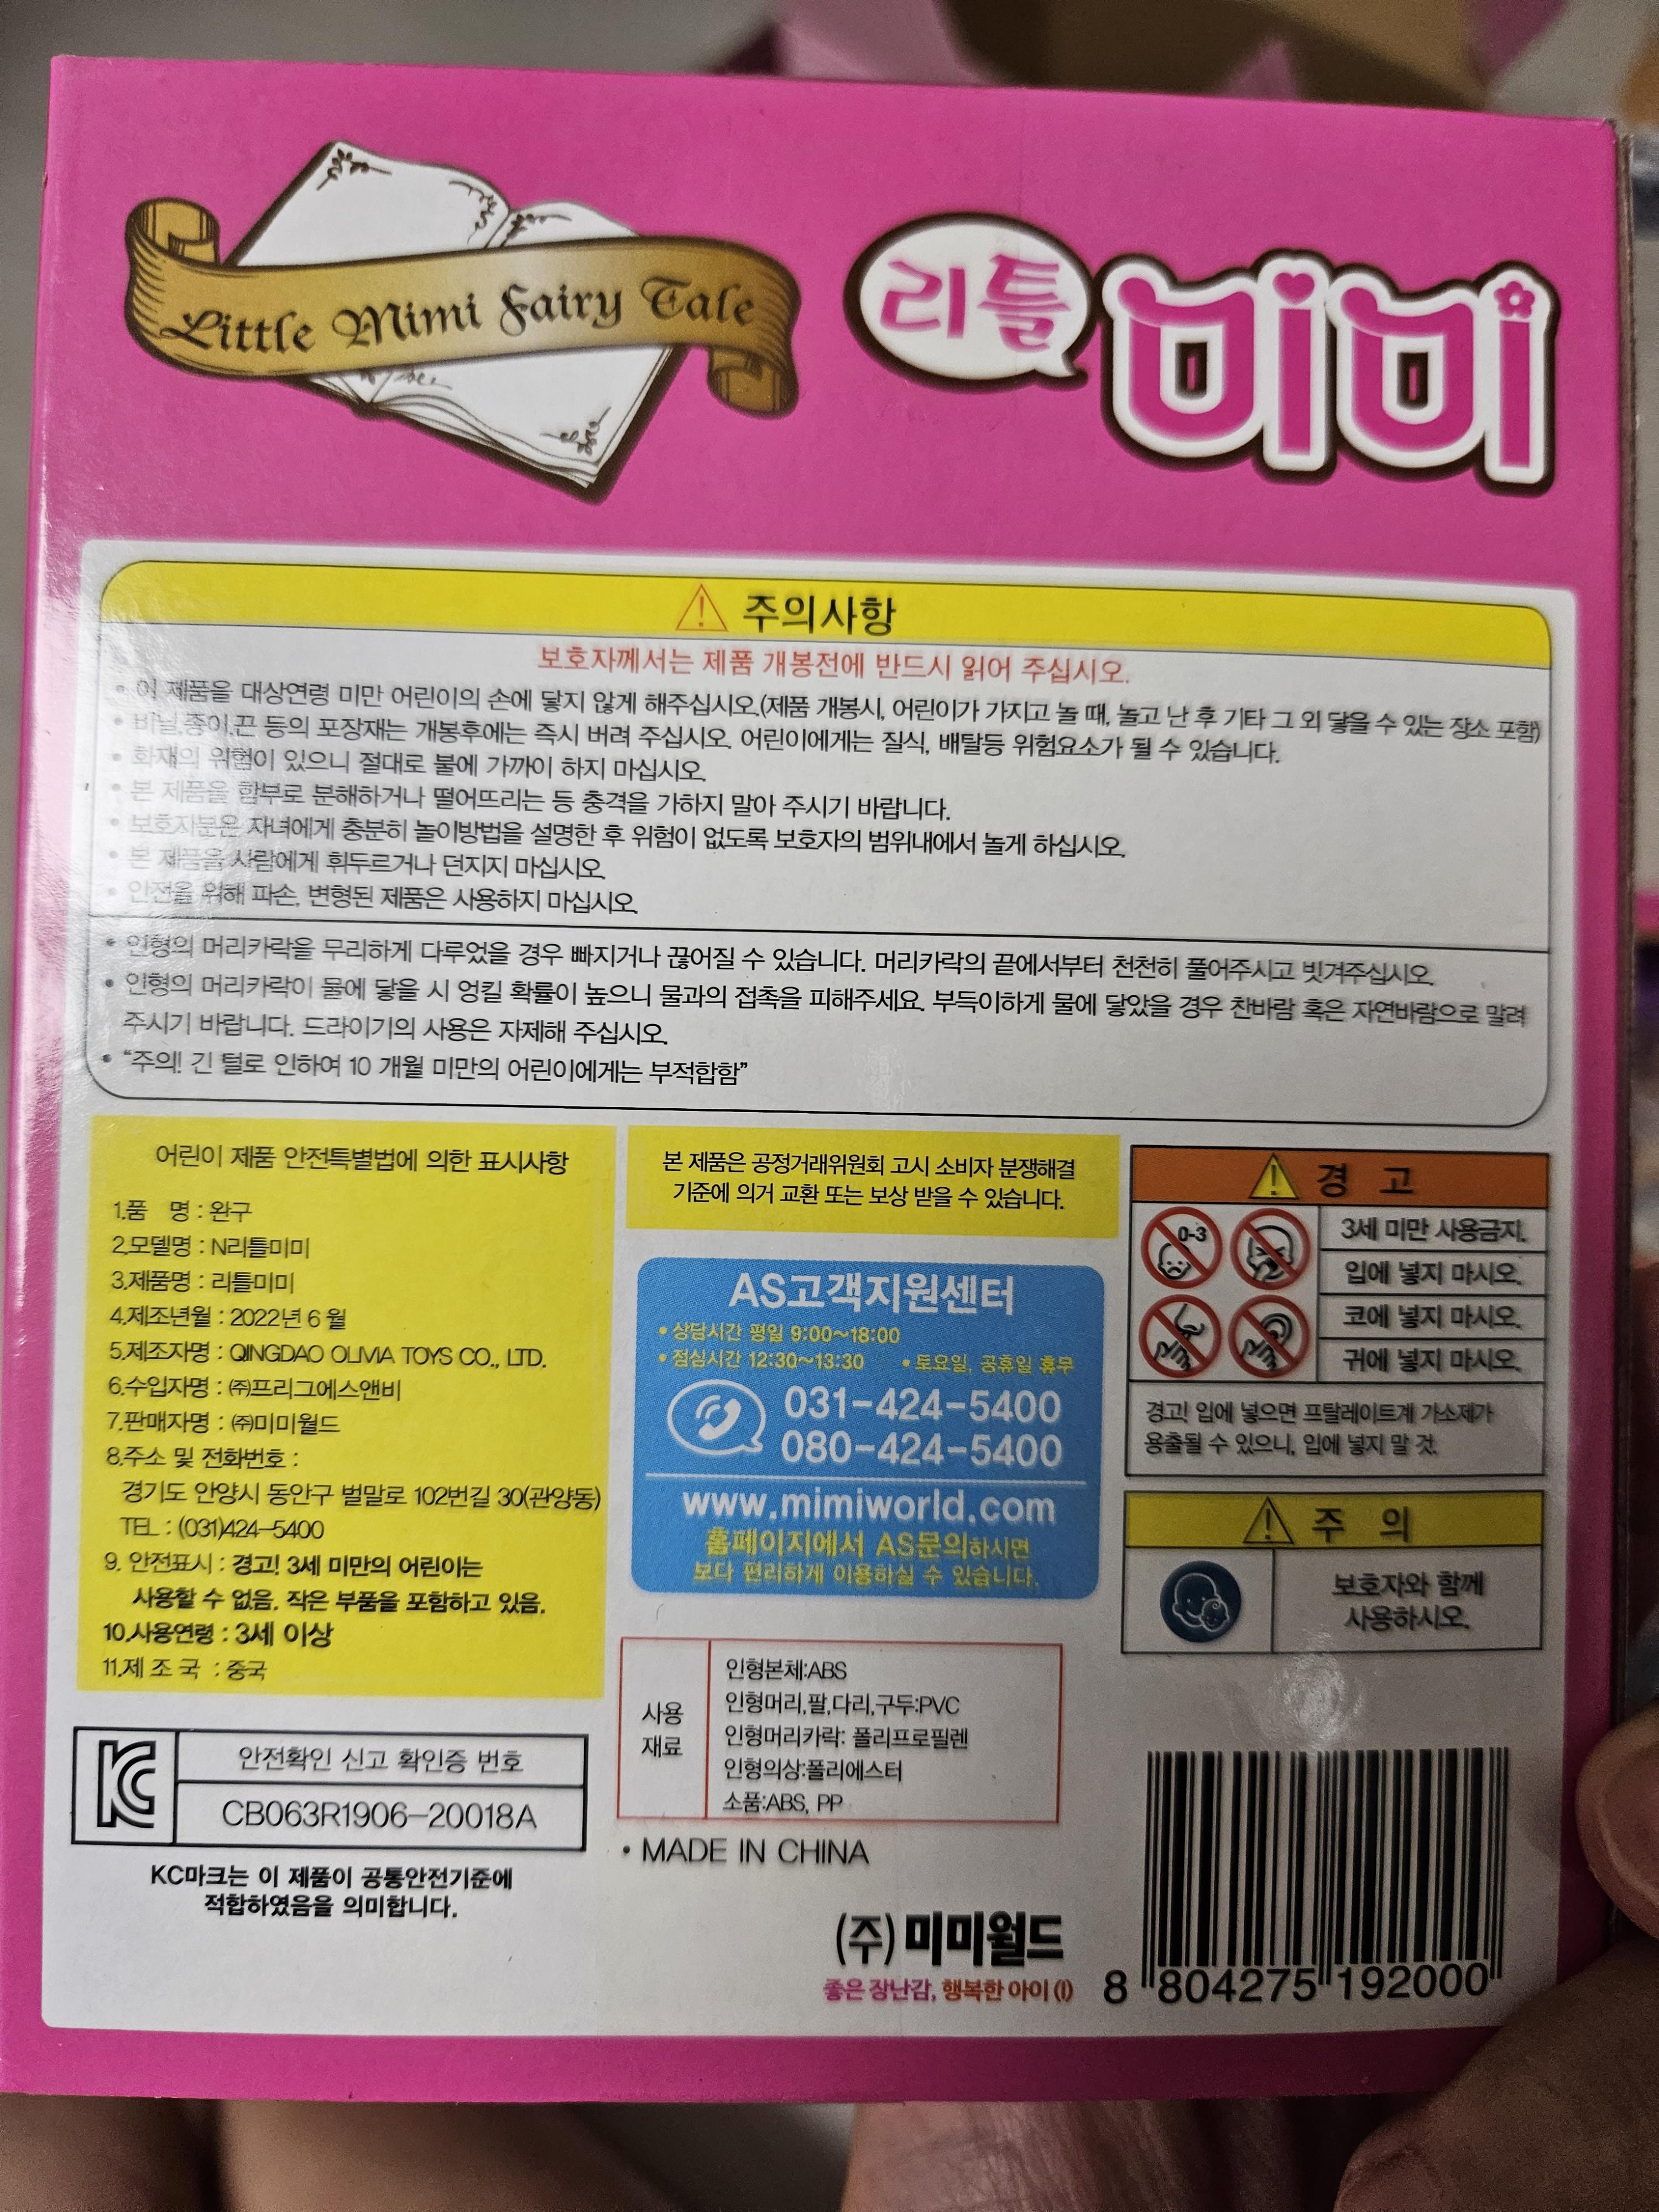 Little Mimi Fairy Tale
리틀 미미
주의사항
보호자께서는 제품 개봉전에 반드시 읽어 주십시오.
• 이 제품을 대상연령 미만 어린이의 손에 닿지 않게 해주십시오.(제품 개봉시, 어린이가 가지고 놀 때, 놀고 난 후 기타 그 외 닿을 수 있는 장소 포함)
• 비닐,종이,끈 등의 포장재는 개봉후에는 즉시 버려 주십시오. 어린이에게는 질식, 배탈등 위험요소가 될 수 있습니다.
• 화재의 위험이 있으니 절대로 불에 가까이 하지 마십시오.
• 본 제품을 함부로 분해하거나 떨어뜨리는 등 충격을 가하지 말아 주시기 바랍니다.
• 보호자분은 자녀에게 충분히 놀이방법을 설명한 후 위험이 없도록 보호자의 범위내에서 놀게 하십시오.
• 본 제품을 사람에게 휘두르거나 던지지 마십시오.
• 안전을 위해 파손, 변형된 제품은 사용하지 마십시오.
• 인형의 머리카락을 무리하게 다루었을 경우 빠지거나 끊어질 수 있습니다. 머리카락의 끝에서부터 천천히 풀어주시고 빗겨주십시오.
• 인형의 머리카락이 물에 닿을 시 엉킬 확률이 높으니 물과의 접촉을 피해주세요. 부득이하게 물에 닿았을 경우 찬바람 혹은 자연바람으로 말려
주시기 바랍니다. 드라이기의 사용은 자제해 주십시오.
• “주의! 긴 털로 인하여 10 개월 미만의 어린이에게는 부적합함”
어린이 제품 안전특별법에 의한 표시사항
1.품 명 : 완구
2.모델명 : N리틀미미
3.제품명 : 리틀미미
4.제조년월 : 2022년 6 월
5.제조자명 : QINGDAO OLIVIA TOYS CO., LTD.
6.수입자명 : ㈜프리그에스앤비
7.판매자명 : ㈜미미월드
8.주소 및 전화번호 :
경기도 안양시 동안구 벌말로 102번길 30(관양동)
TEL : (031)424-5400
9. 안전표시 : 경고! 3세 미만의 어린이는
사용할 수 없음. 작은 부품을 포함하고 있음.
10.사용연령 : 3세 이상
11.제 조 국 : 중국
KC
안전확인 신고 확인증 번호
CB063R1906-20018A
KC마크는 이 제품이 공통안전기준에
적합하였음을 의미합니다.
본 제품은 공정거래위원회 고시 소비자 분쟁해결
기준에 의거 교환 또는 보상 받을 수 있습니다.
AS고객지원센터
• 상담시간 평일 9:00~18:00
• 점심시간 12:30~13:30 • 토요일, 공휴일 휴무
031-424-5400
080-424-5400
www.mimiworld.com
홈페이지에서 AS문의하시면
보다 편리하게 이용하실 수 있습니다.
사용
재료
인형본체:ABS
인형머리,팔,다리,구두:PVC
인형머리카락: 폴리프로필렌
인형의상:폴리에스터
소품:ABS, PP
• MADE IN CHINA
(주) 미미월드
좋은 장난감, 행복한 아이 (!)
경 고
0-3
3세 미만 사용금지.
입에 넣지 마시오.
코에 넣지 마시오.
귀에 넣지 마시오.
경고! 입에 넣으면 프탈레이트계 가소제가
용출될 수 있으니, 입에 넣지 말 것.
주 의
보호자와 함께
사용하시오.
8 804275 192000